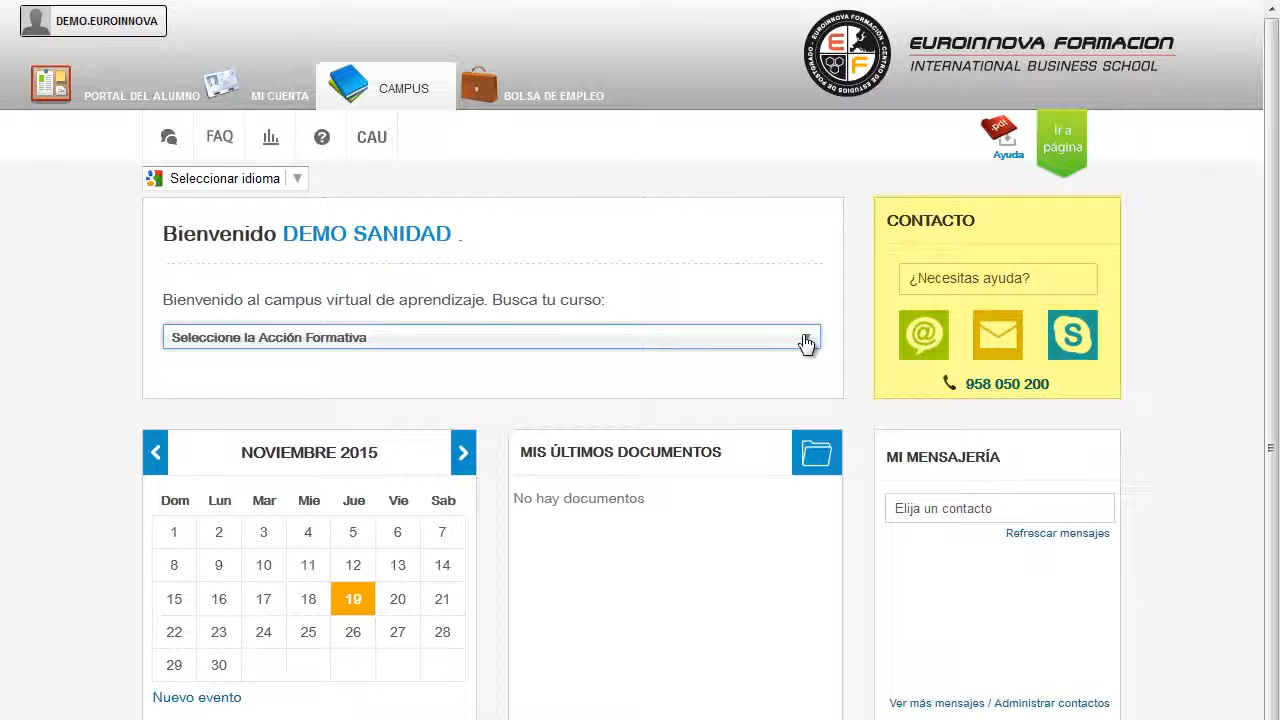 DEMO.EUROINNOVA
EUROINNOVA FORMACION
INTERNATIONAL BUSINESS SCHOOL
PORTAL DEL ALUMNO
MI CUENTA
CAMPUS
BOLSA DE EMPLEO
FAQ
CAU
Ayuda
Ir a
página
Seleccionar idioma
Bienvenido DEMO SANIDAD .
Bienvenido al campus virtual de aprendizaje. Busca tu curso:
Seleccione la Acción Formativa
CONTACTO
¿Necesitas ayuda?
958 050 200
NOVIEMBRE 2015
Dom Lun Mar Mie Jue Vie Sab
1 2 3 4 5 6 7
8 9 10 11 12 13 14
15 16 17 18 19 20 21
22 23 24 25 26 27 28
29 30
Nuevo evento
MIS ÚLTIMOS DOCUMENTOS
No hay documentos
MI MENSAJERÍA
Elija un contacto
Refrescar mensajes
Ver más mensajes / Administrar contactos